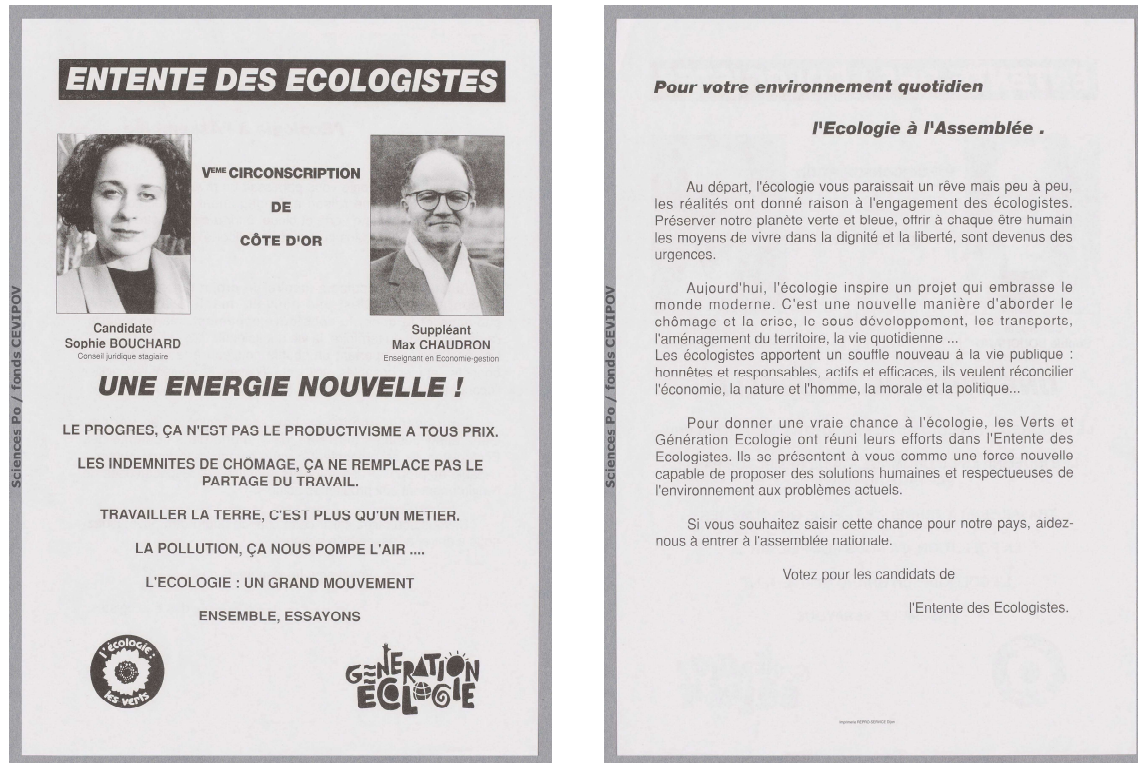 ENTENTE DES ECOLOGISTES
VEME CIRCONSCRIPTION
DE
CÔTE D'OR
Candidate
Sophie BOUCHARD
Conseil juridique stagiaire
Suppléant
Max CHAUDRON
Enseignant en Economie-gestion
UNE ENERGIE NOUVELLE !
LE PROGRES, ÇA N'EST PAS LE PRODUCTIVISME A TOUS PRIX.
LES INDEMNITES DE CHOMAGE, ÇA NE REMPLACE PAS LE
PARTAGE DU TRAVAIL.
TRAVAILLER LA TERRE, C'EST PLUS QU'UN METIER.
LA POLLUTION, ÇA NOUS POMPE L'AIR ....
L'ECOLOGIE : UN GRAND MOUVEMENT
ENSEMBLE, ESSAYONS
l'écologie :
les verts
GENERATION
ECOLOGIE
Sciences Po / fonds CEVIPOV
Pour votre environnement quotidien
l'Ecologie à l'Assemblée .
Au départ, l'écologie vous paraissait un rêve mais peu à peu,
les réalités ont donné raison à l'engagement des écologistes.
Préserver notre planète verte et bleue, offrir à chaque être humain
les moyens de vivre dans la dignité et la liberté, sont devenus des
urgences.
Aujourd'hui, l'écologie inspire un projet qui embrasse le
monde moderne. C'est une nouvelle manière d'aborder le
chômage et la crise, le sous développement, les transports,
l'aménagement du territoire, la vie quotidienne ...
Les écologistes apportent un souffle nouveau à la vie publique :
honnêtes et responsables, actifs et efficaces, ils veulent réconcilier
l'économie, la nature et l'homme, la morale et la politique...
Pour donner une vraie chance à l'écologie, les Verts et
Génération Ecologie ont réuni leurs efforts dans l'Entente des
Ecologistes. Ils se présentent à vous comme une force nouvelle
capable de proposer des solutions humaines et respectueuses de
l'environnement aux problèmes actuels.
Si vous souhaitez saisir cette chance pour notre pays, aidez-
nous à entrer à l'assemblée nationale.
Votez pour les candidats de
l'Entente des Ecologistes.
Sciences Po / fonds CEVIPOV